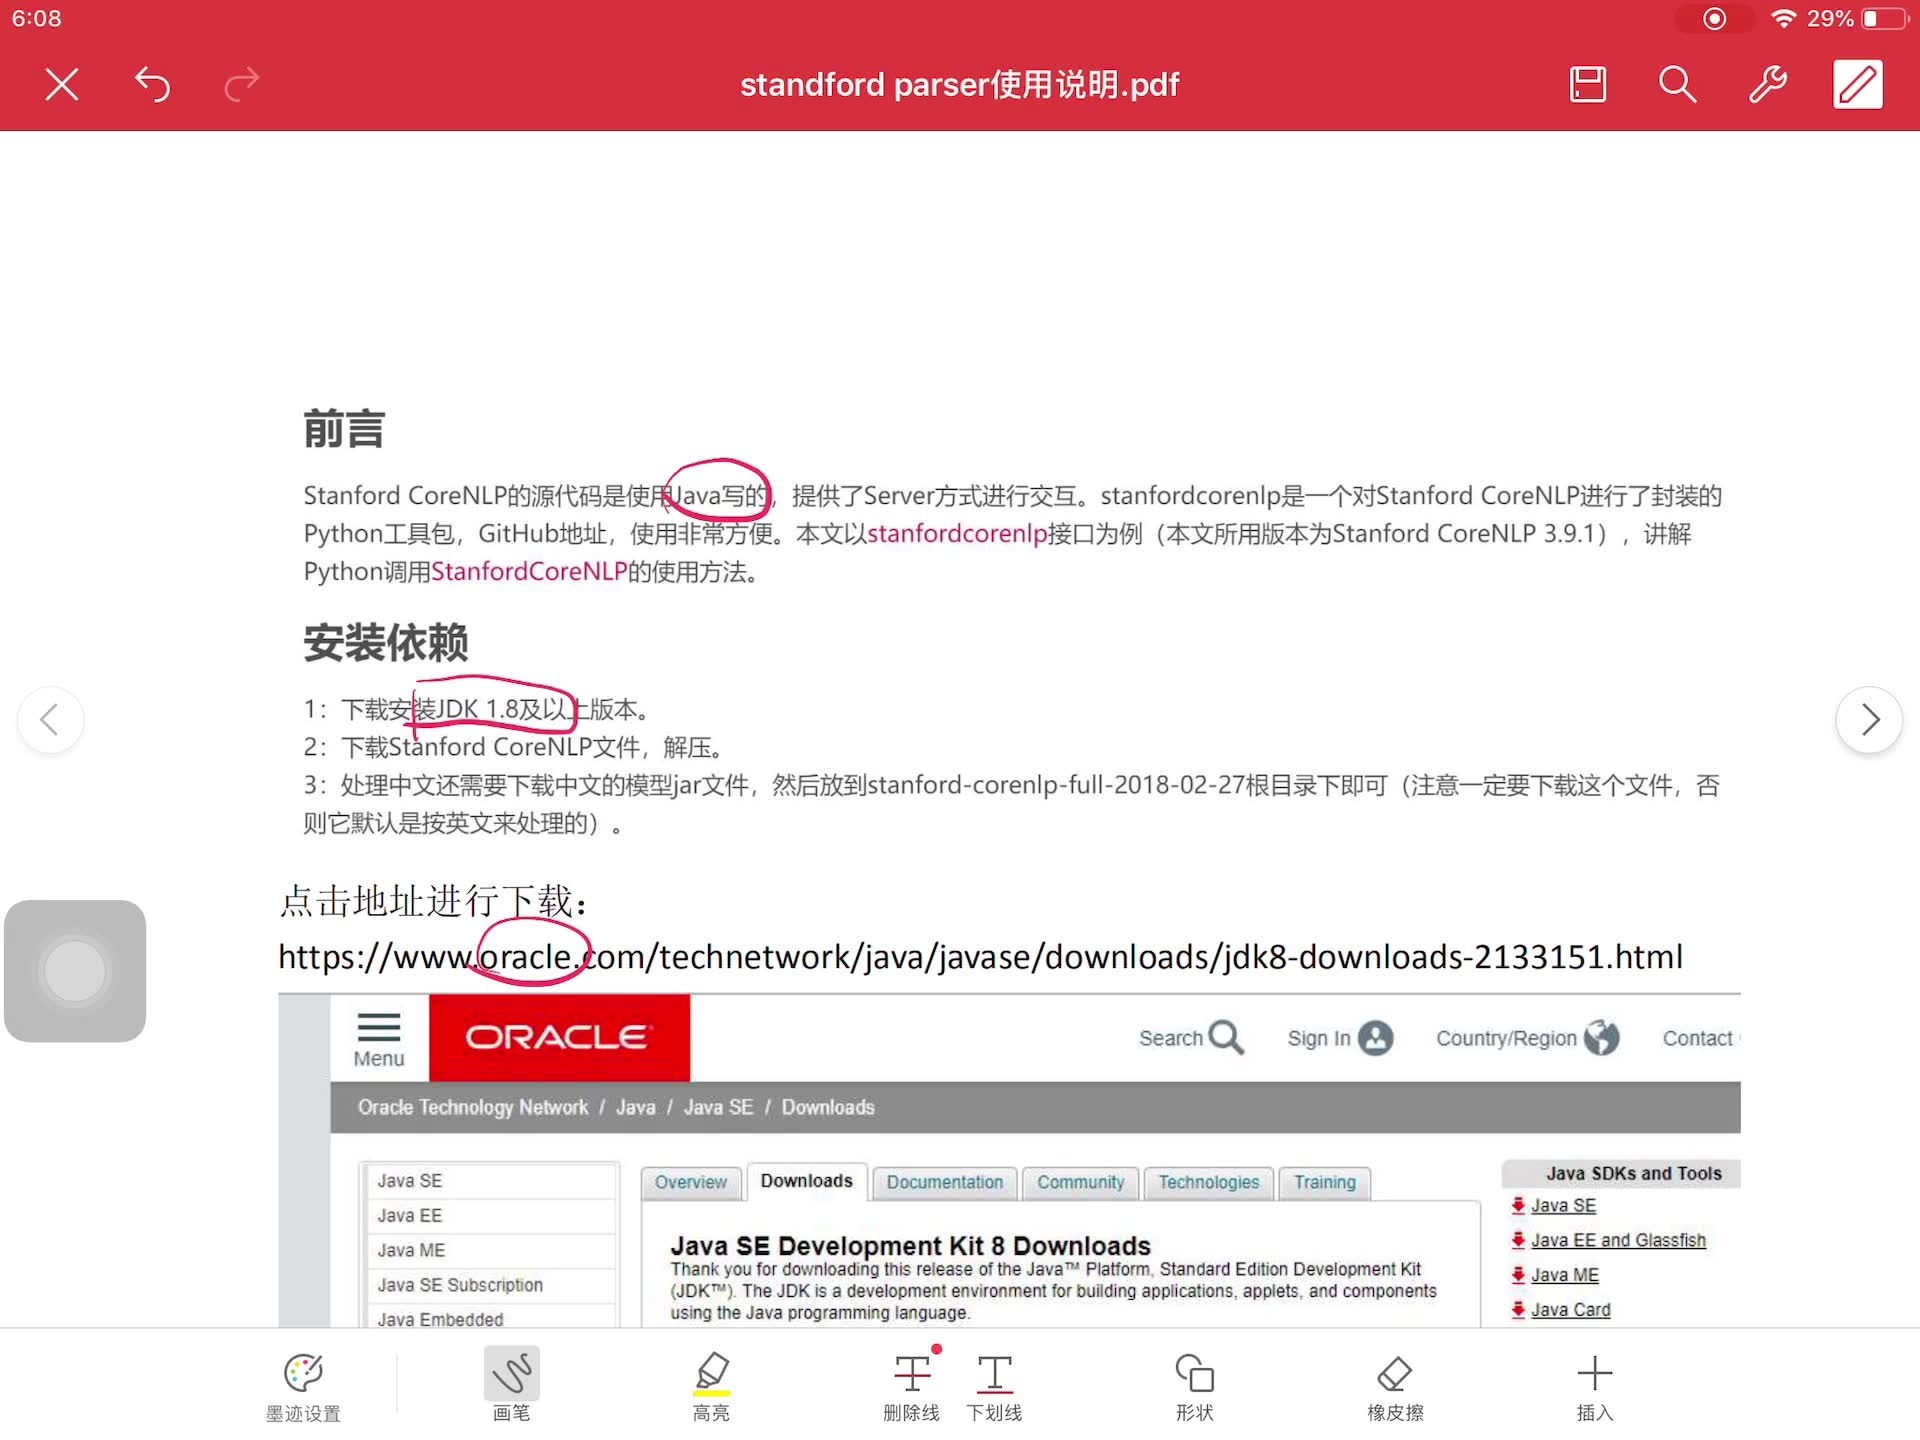 6:08
29%
standford parser使用说明.pdf
前言
Stanford CoreNLP的源代码是使用Java写的，提供了Server方式进行交互。stanfordcorenlp是一个对Stanford CoreNLP进行了封装的
Python工具包，GitHub地址，使用非常方便。本文以stanfordcorenlp接口为例（本文所用版本为Stanford CoreNLP 3.9.1），讲解
Python调用StanfordCoreNLP的使用方法。
安装依赖
1：下载安装JDK 1.8及以上版本。
2：下载Stanford CoreNLP文件，解压。
3：处理中文还需要下载中文的模型jar文件，然后放到stanford-corenlp-full-2018-02-27根目录下即可（注意一定要下载这个文件，否
则它默认是按英文来处理的）。
点击地址进行下载：
https://www.oracle.com/technetwork/java/javase/downloads/jdk8-downloads-2133151.html
Menu
ORACLE
Search
Sign In
Country/Region
Contact
Oracle Technology Network / Java / Java SE / Downloads
Java SE
Java EE
Java ME
Java SE Subscription
Java Embedded
Overview
Downloads
Documentation
Community
Technologies
Training
Java SE Development Kit 8 Downloads
Thank you for downloading this release of the Java™ Platform, Standard Edition Development Kit
(JDK™). The JDK is a development environment for building applications, applets, and components
using the Java programming language.
Java SDKs and Tools
Java SE
Java EE and Glassfish
Java ME
Java Card
墨迹设置
画笔
高亮
删除线
下划线
形状
橡皮擦
插入